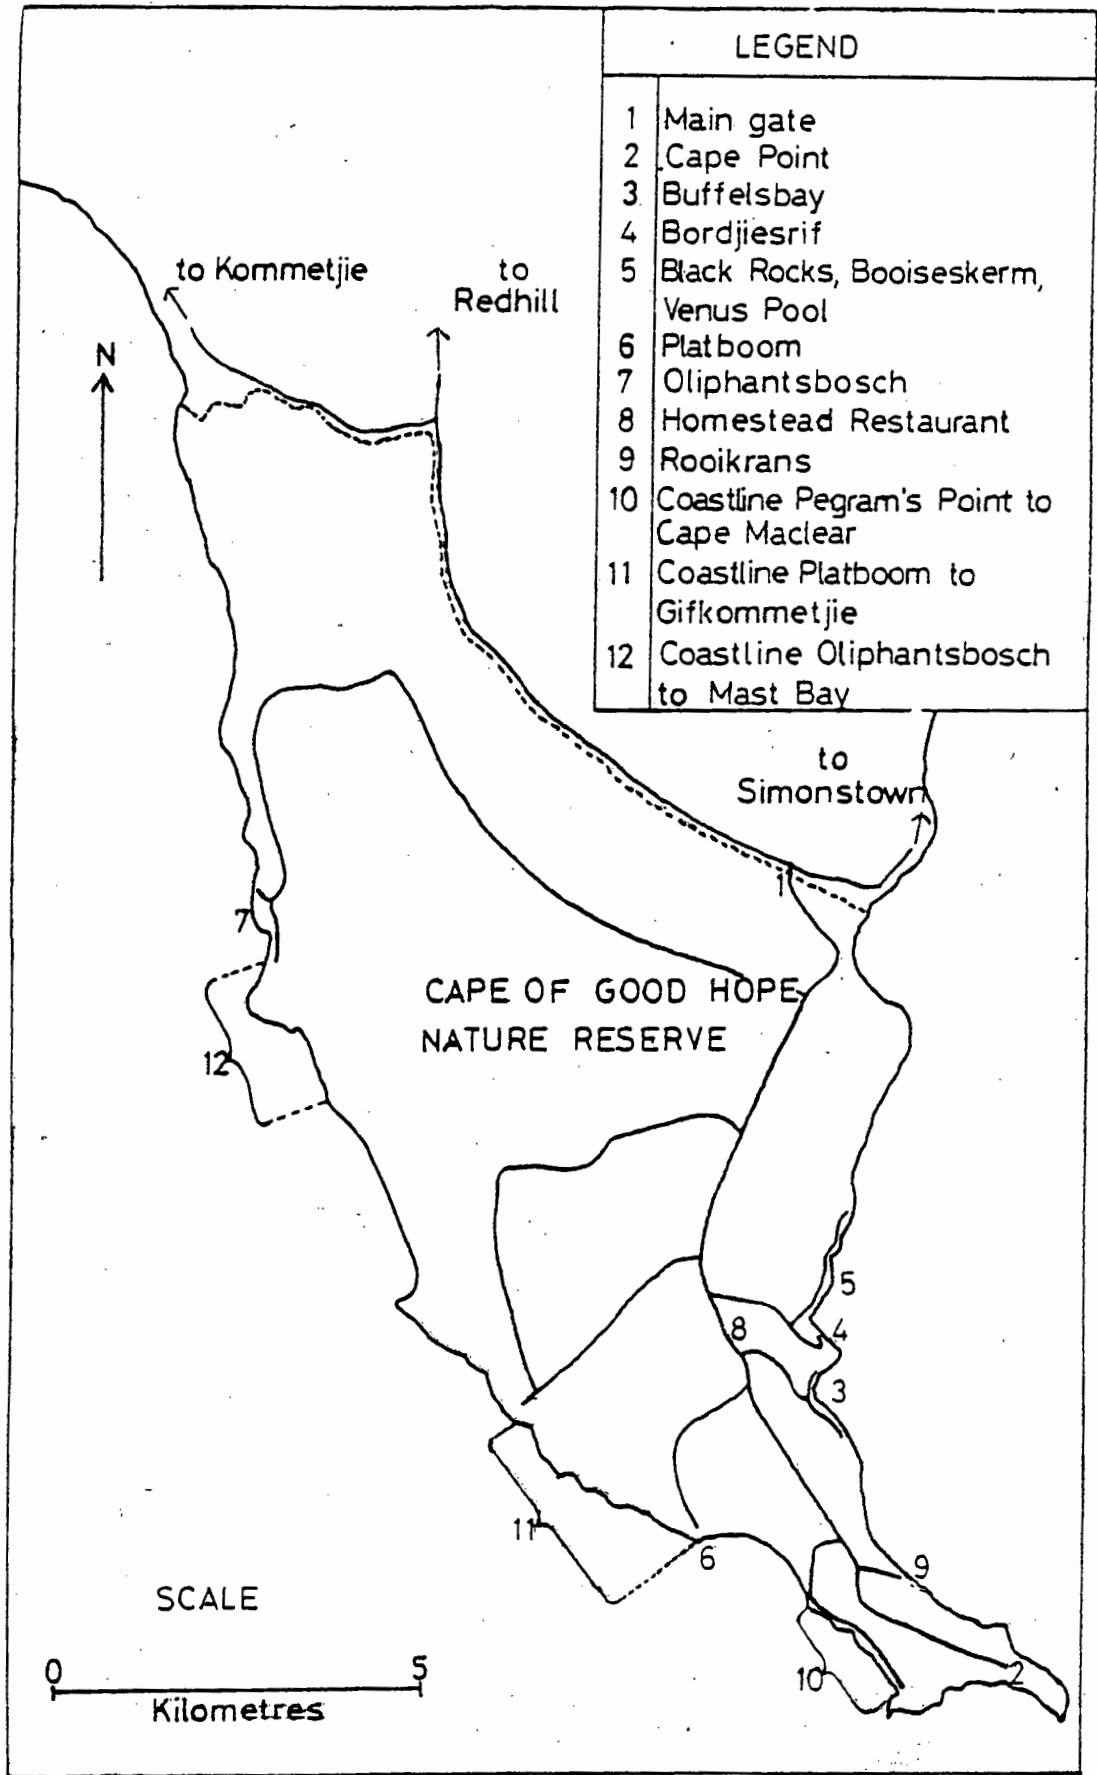 LEGEND
1 Main gate
2 Cape Point
3 Buffelsbay
4 Bordjiesrif
5 Black Rocks, Booiseskerm,
Venus Pool
6 Platboom
7 Oliphantsbosch
8 Homestead Restaurant
9 Rooikrans
10 Coastline Pegram's Point to
Cape Maclear
11 Coastline Platboom to
Gifkommetjie
12 Coastline Oliphantsbosch
to Mast Bay
to Kommetjie
to
Redhill
N
to
Simonstown
1
7
CAPE OF GOOD HOPE
NATURE RESERVE
12
5
8
4
3
11
6
9
10
2
SCALE
0 5
Kilometres